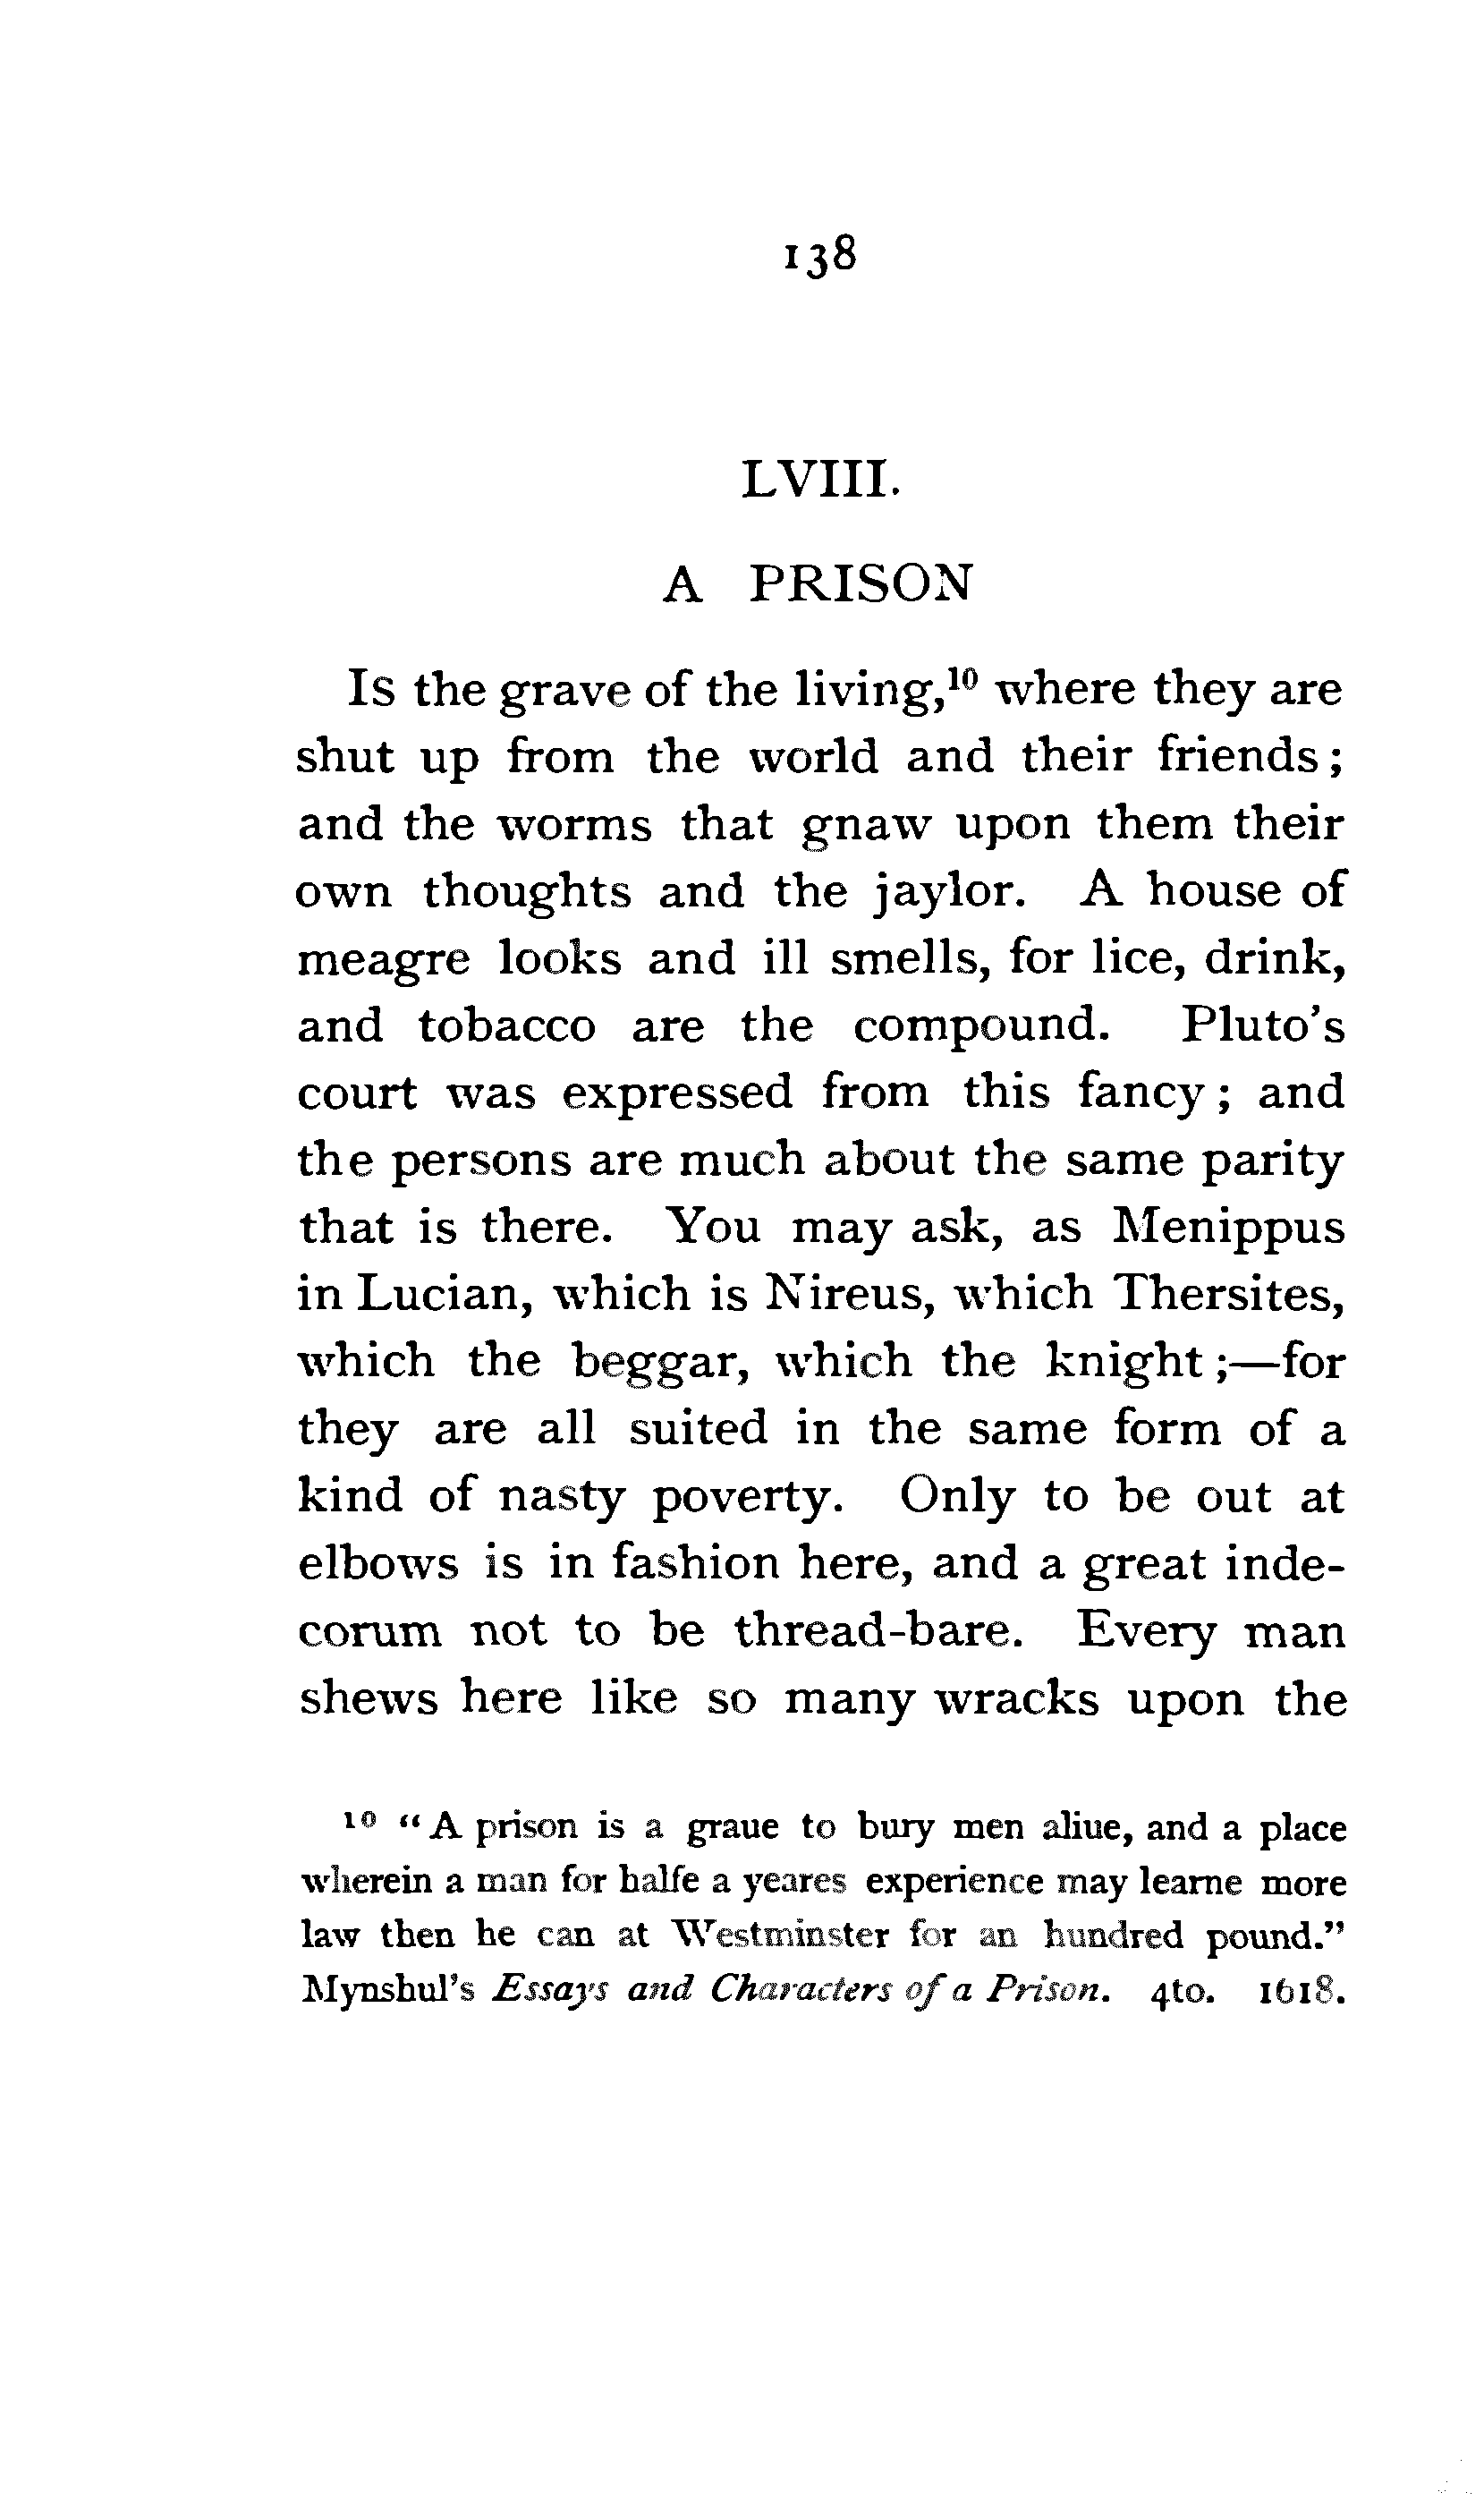 138
LVIII.
A PRISON
Is the grave of the living,¹⁰ where they are
shut up from the world and their friends;
and the worms that gnaw upon them their
own thoughts and the jaylor. A house of
meagre looks and ill smells, for lice, drink,
and tobacco are the compound. Pluto's
court was expressed from this fancy; and
the persons are much about the same parity
that is there. You may ask, as Menippus
in Lucian, which is Nireus, which Thersites,
which the beggar, which the knight;—for
they are all suited in the same form of a
kind of nasty poverty. Only to be out at
elbows is in fashion here, and a great inde-
corum not to be thread-bare. Every man
shews here like so many wracks upon the
¹⁰ "A prison is a graue to bury men aliue, and a place
wherein a man for halfe a yeares experience may learne more
law then he can at Westminster for an hundred pound."
Mynshul's Essays and Characters of a Prison. 4to. 1618.